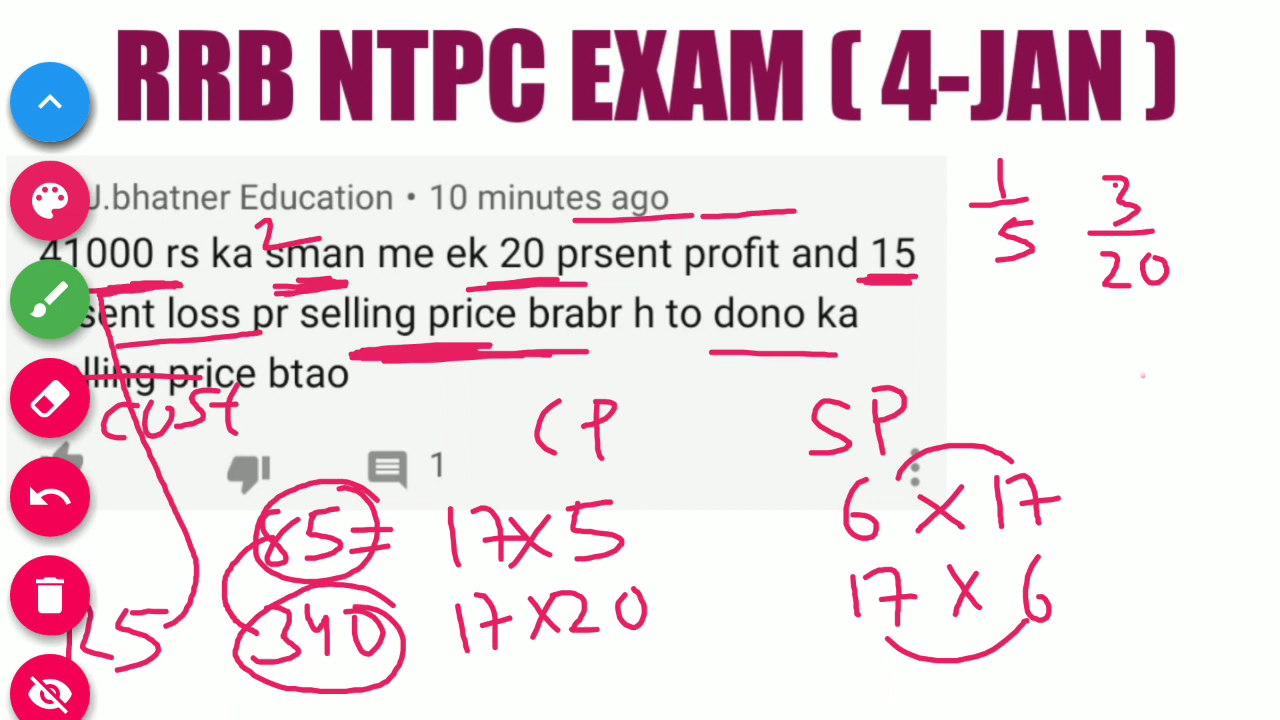 RRB NTPC EXAM ( 4-JAN )
J.bhatner Education • 10 minutes ago
41000 rs ka sman me ek 20 prsent profit and 15
sent loss pr selling price brabr h to dono ka
lling price btao
1
2
1/5
3/20
cost
CP
SP
85 = 17 x 5
6 x 17
340 17 x 20
17 x 6